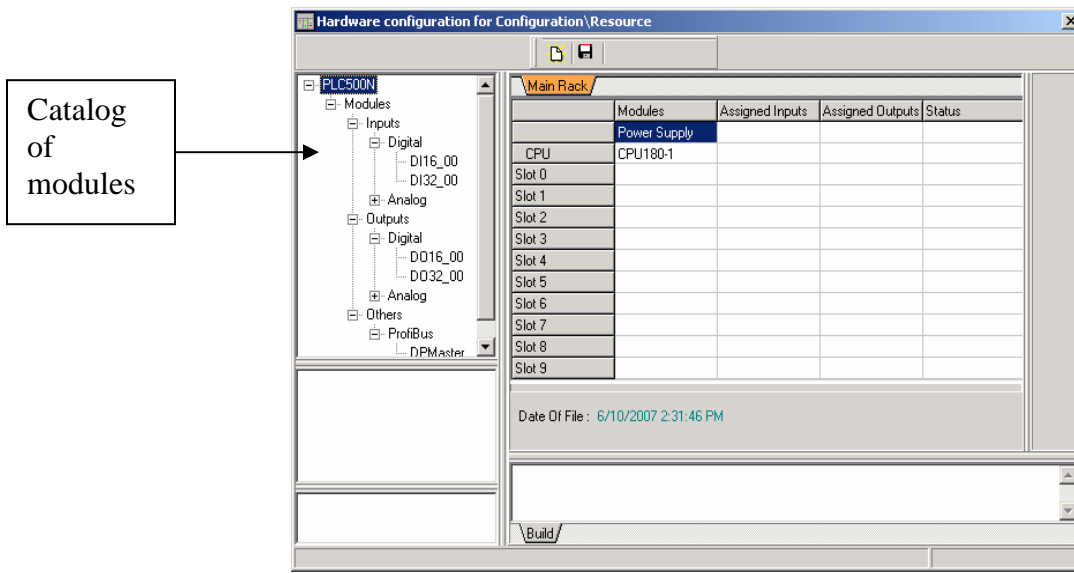 Hardware configuration for Configuration\Resource
Catalog
of
modules
PLC500N
Modules
Inputs
Digital
DI16_00
DI32_00
Analog
Outputs
Digital
DO16_00
DO32_00
Analog
Others
ProfiBus
DPMaster
Main Rack
Modules Assigned Inputs Assigned Outputs Status
Power Supply
CPU CPU180-1
Slot 0
Slot 1
Slot 2
Slot 3
Slot 4
Slot 5
Slot 6
Slot 7
Slot 8
Slot 9
Date Of File : 6/10/2007 2:31:46 PM
Build